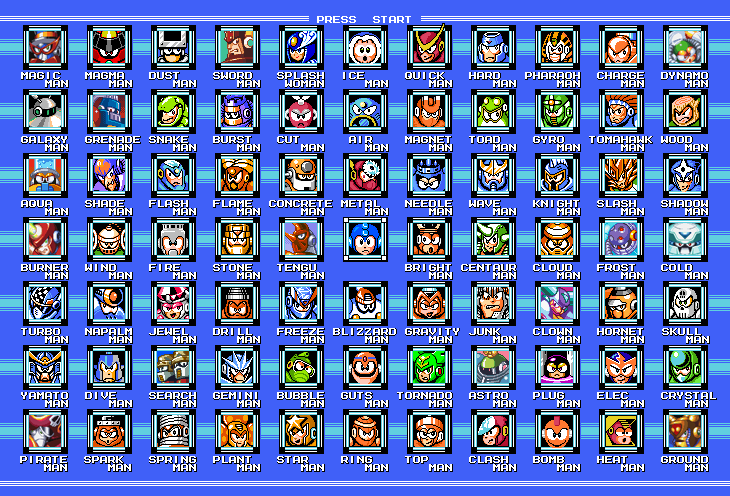 PRESS START
MAGIC MAN MAGMA MAN DUST MAN SWORD MAN SPLASH WOMAN ICE MAN QUICK MAN HARD MAN PHARAOH MAN CHARGE MAN DYNAMO MAN
GALAXY MAN GRENADE MAN SNAKE MAN BURST MAN CUT MAN AIR MAN MAGNET MAN TOAD MAN GYRO MAN TOMAHAWK MAN WOOD MAN
AQUA MAN SHADE MAN FLASH MAN FLAME MAN CONCRETE MAN METAL MAN NEEDLE MAN WAVE MAN KNIGHT MAN SLASH MAN SHADOW MAN
BURNER MAN WIND MAN FIRE MAN STONE MAN TENGU MAN BRIGHT MAN CENTAUR MAN CLOUD MAN FROST MAN COLD MAN
TURBO MAN NAPALM MAN JEWEL MAN DRILL MAN FREEZE MAN BLIZZARD MAN GRAVITY MAN JUNK MAN CLOWN MAN HORNET MAN SKULL MAN
YAMATO MAN DIVE MAN SEARCH MAN GEMINI MAN BUBBLE MAN GUTS MAN TORNADO MAN ASTRO MAN PLUG MAN ELEC MAN CRYSTAL MAN
PIRATE MAN SPARK MAN SPRING MAN PLANT MAN STAR MAN RING MAN TOP MAN CLASH MAN BOMB MAN HEAT MAN GROUND MAN